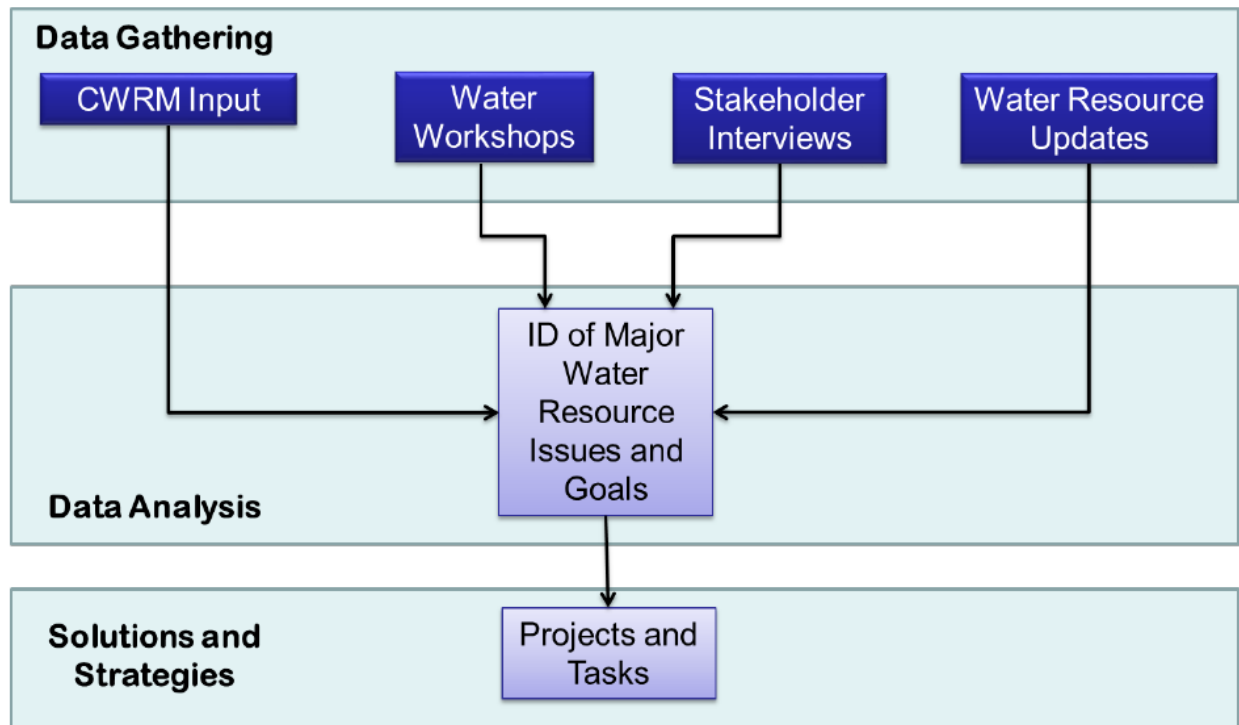 Data Gathering
CWRM Input
Water
Workshops
Stakeholder
Interviews
Water Resource
Updates
ID of Major
Water
Resource
Issues and
Goals
Data Analysis
Solutions and
Strategies
Projects and
Tasks